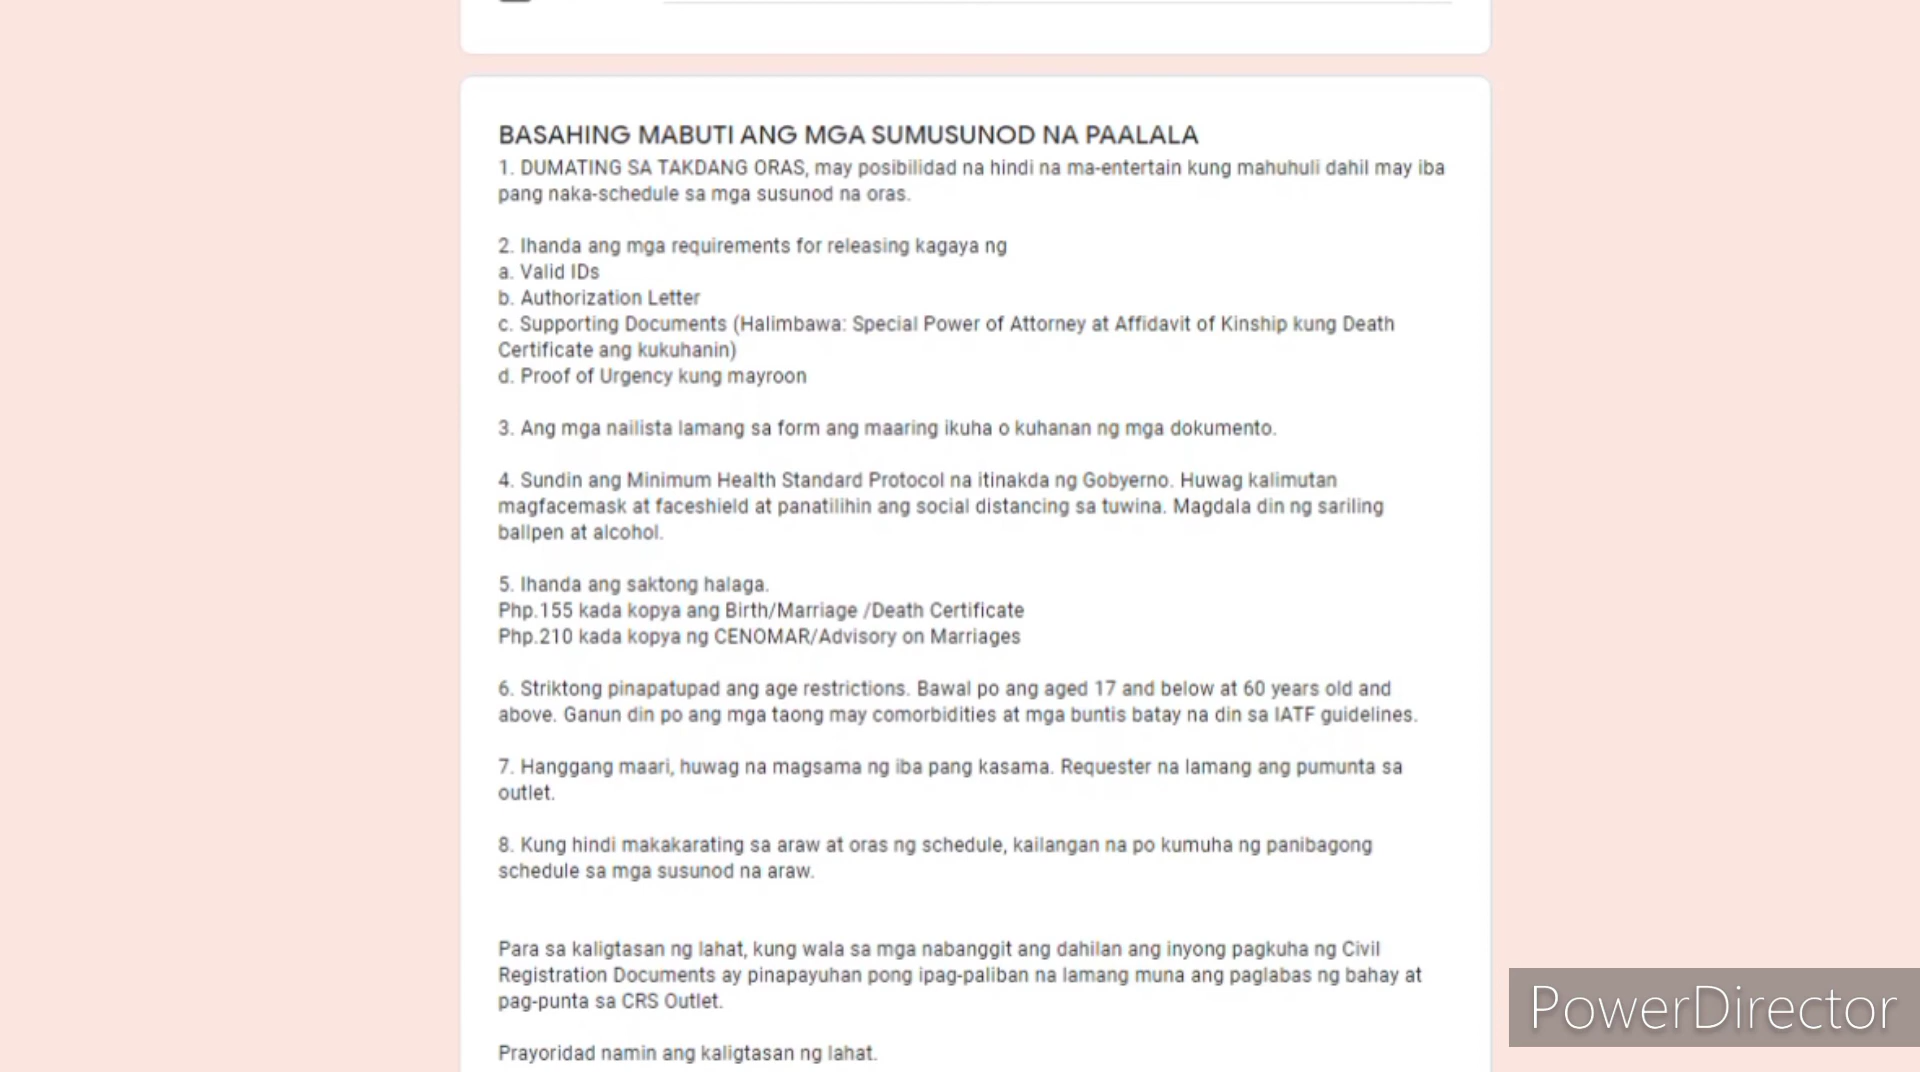 BASAHING MABUTI ANG MGA SUMUSUNOD NA PAALALA
1. DUMATING SA TAKDANG ORAS, may posibilidad na hindi na ma-entertain kung mahuhuli dahil may iba
pang naka-schedule sa mga susunod na oras.
2. Ihanda ang mga requirements for releasing kagaya ng
a. Valid IDs
b. Authorization Letter
c. Supporting Documents (Halimbawa: Special Power of Attorney at Affidavit of Kinship kung Death
Certificate ang kukuhanin)
d. Proof of Urgency kung mayroon
3. Ang mga nailista lamang sa form ang maaring ikuha o kuhanan ng mga dokumento.
4. Sundin ang Minimum Health Standard Protocol na itinakda ng Gobyerno. Huwag kalimutan
magfacemask at faceshield at panatilihin ang social distancing sa tuwina. Magdala din ng sariling
ballpen at alcohol.
5. Ihanda ang saktong halaga.
Php.155 kada kopya ang Birth/Marriage /Death Certificate
Php.210 kada kopya ng CENOMAR/Advisory on Marriages
6. Striktong pinapatupad ang age restrictions. Bawal po ang aged 17 and below at 60 years old and
above. Ganun din po ang mga taong may comorbidities at mga buntis batay na din sa IATF guidelines.
7. Hanggang maari, huwag na magsama ng iba pang kasama. Requester na lamang ang pumunta sa
outlet.
8. Kung hindi makakarating sa araw at oras ng schedule, kailangan na po kumuha ng panibagong
schedule sa mga susunod na araw.
Para sa kaligtasan ng lahat, kung wala sa mga nabanggit ang dahilan ang inyong pagkuha ng Civil
Registration Documents ay pinapayuhan pong ipag-paliban na lamang muna ang paglabas ng bahay at
pag-punta sa CRS Outlet.
Prayoridad namin ang kaligtasan ng lahat.
PowerDirector